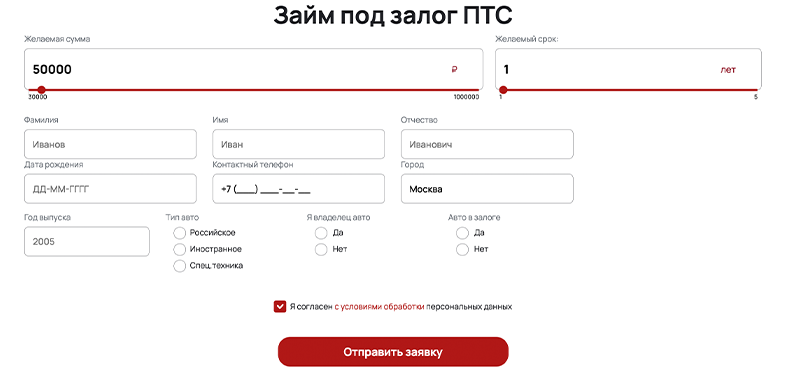 Займ под залог ПТС
Желаемая сумма
Желаемый срок:
50000 ₽
1 лет
30000 1000000
1 5
Фамилия Имя Отчество
Иванов Иван Иванович
Дата рождения Контактный телефон Город
ДД-ММ-ГГГГ +7 (___) ___-__-__ Москва
Год выпуска Тип авто Я владелец авто Авто в залоге
2005 Российское Да Да
Иностранное Нет Нет
Спец.техника
Я согласен с условиями обработки персональных данных
Отправить заявку